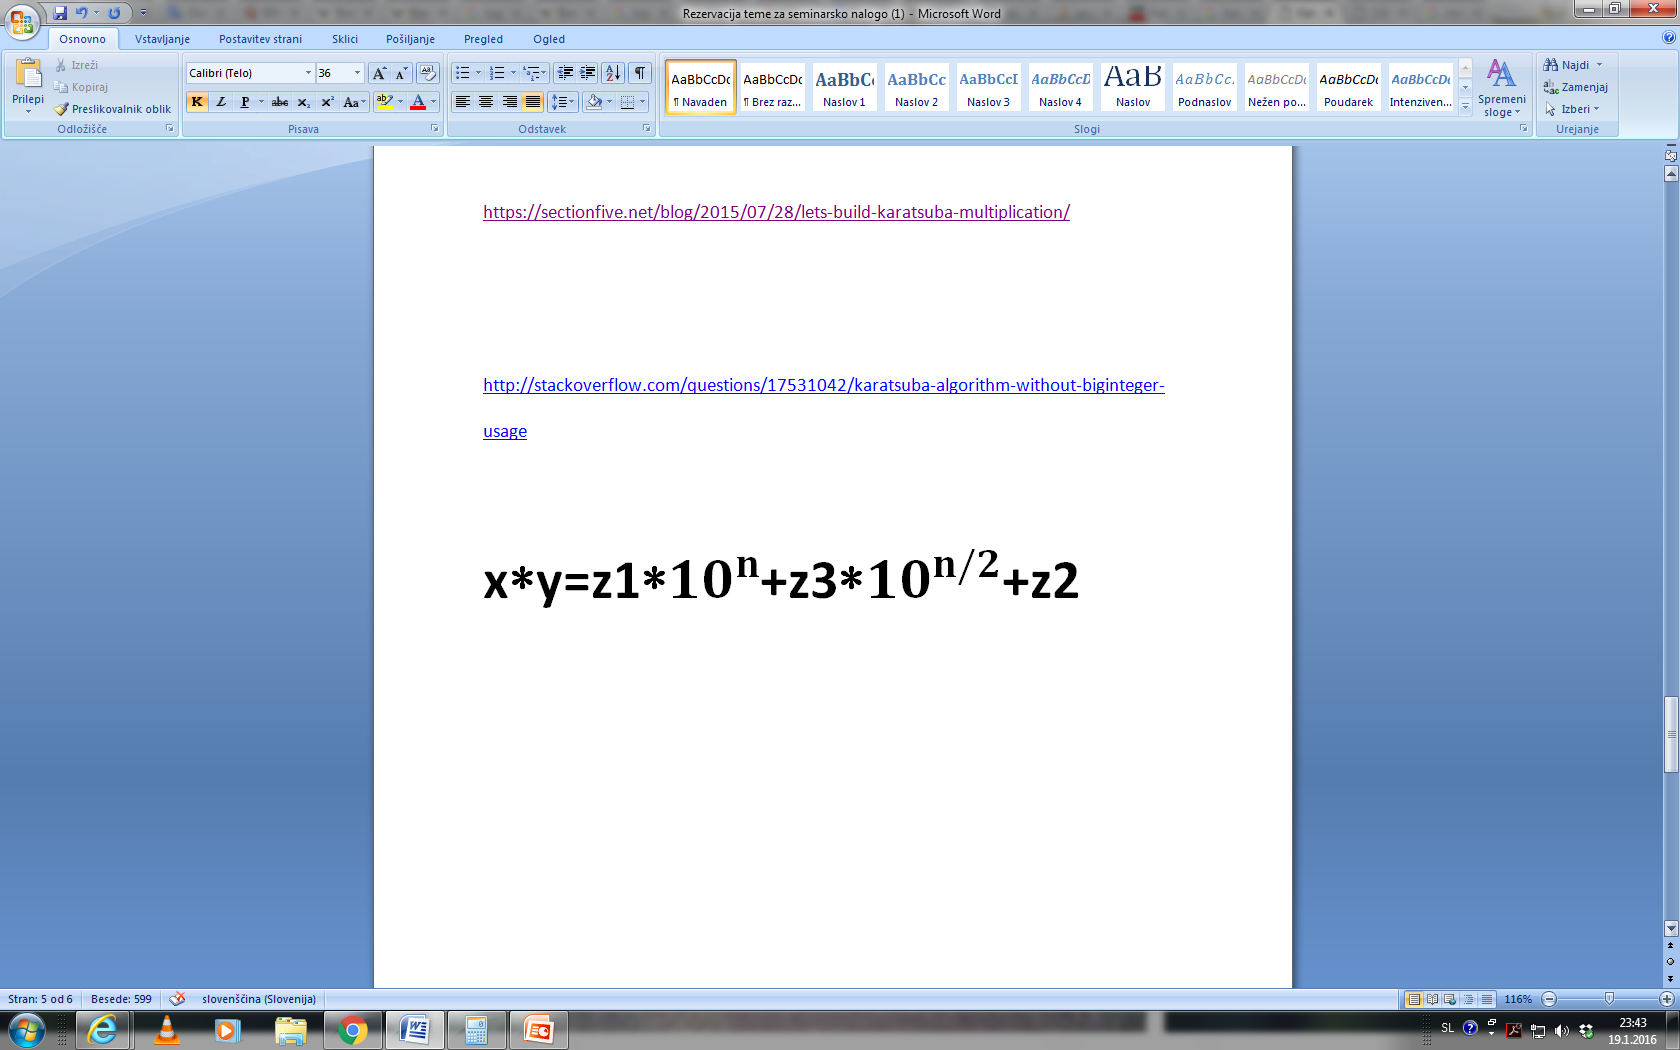 Rezervacija teme za seminarsko nalogo (1) - Microsoft Word
Osnovno Vstavljanje Postavitev strani Sklici Pošiljanje Pregled Ogled
Prilepi
Izreži
Kopiraj
Preslikovalnik oblik
Odložišče
Calibri (Telo) 36
K L P abc x₂ x² Aa ab A
Pisava
Odstavek
AaBbCcDc AaBbCcDc AaBbCc AaBbCc AaBbCcI AaBbCcD AaB AaBbCc. AaBbCcDc AaBbCcDc AaBbCcDc
¶ Navaden ¶ Brez raz... Naslov 1 Naslov 2 Naslov 3 Naslov 4 Naslov Podnaslov Nežen po... Poudarek Intenziven...
Slogi
Spremeni
sloge
Najdi
Zamenjaj
Izberi
Urejanje
https://sectionfive.net/blog/2015/07/28/lets-build-karatsuba-multiplication/
http://stackoverflow.com/questions/17531042/karatsuba-algorithm-without-biginteger-
usage
x*y=z1*10^n+z3*10^n/2+z2
Stran: 5 od 6 Besede: 599 slovenščina (Slovenija) 116%
SL 23:43
19.1.2016